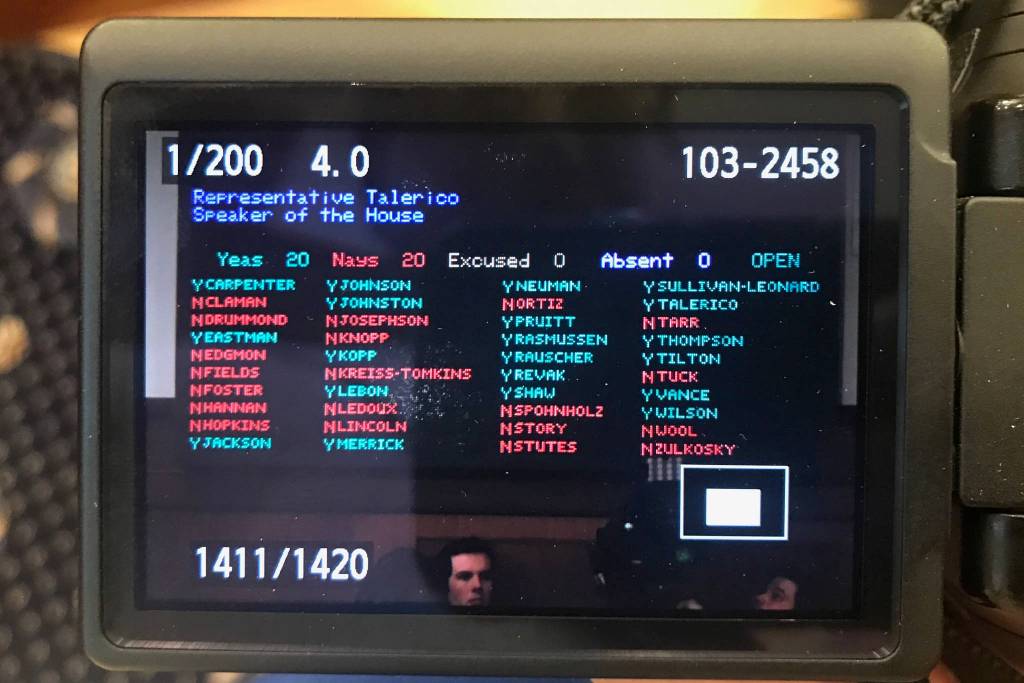 1/200 4.0 103-2458
Representative Talerico
Speaker of the House
Yeas 20 Nays 20 Excused 0 Absent 0 OPEN
Y CARPENTER Y JOHNSON Y NEUMAN Y SULLIVAN-LEONARD
N CLAMAN Y JOHNSTON N ORTIZ Y TALERICO
N DRUMMOND N JOSEPHSON Y PRUITT N TARR
Y EASTMAN N KNOPP Y RASMUSSEN Y THOMPSON
N EDGMON Y KOPP Y RAUSCHER Y TILTON
N FIELDS N KREISS-TOMKINS Y REVAK N TUCK
N FOSTER Y LEBON Y SHAW Y VANCE
N HANNAN N LEDOUX N SPOHNHOLZ Y WILSON
N HOPKINS N LINCOLN N STORY N WOOL
Y JACKSON Y MERRICK N STUTES N ZULKOSKY
1411/1420